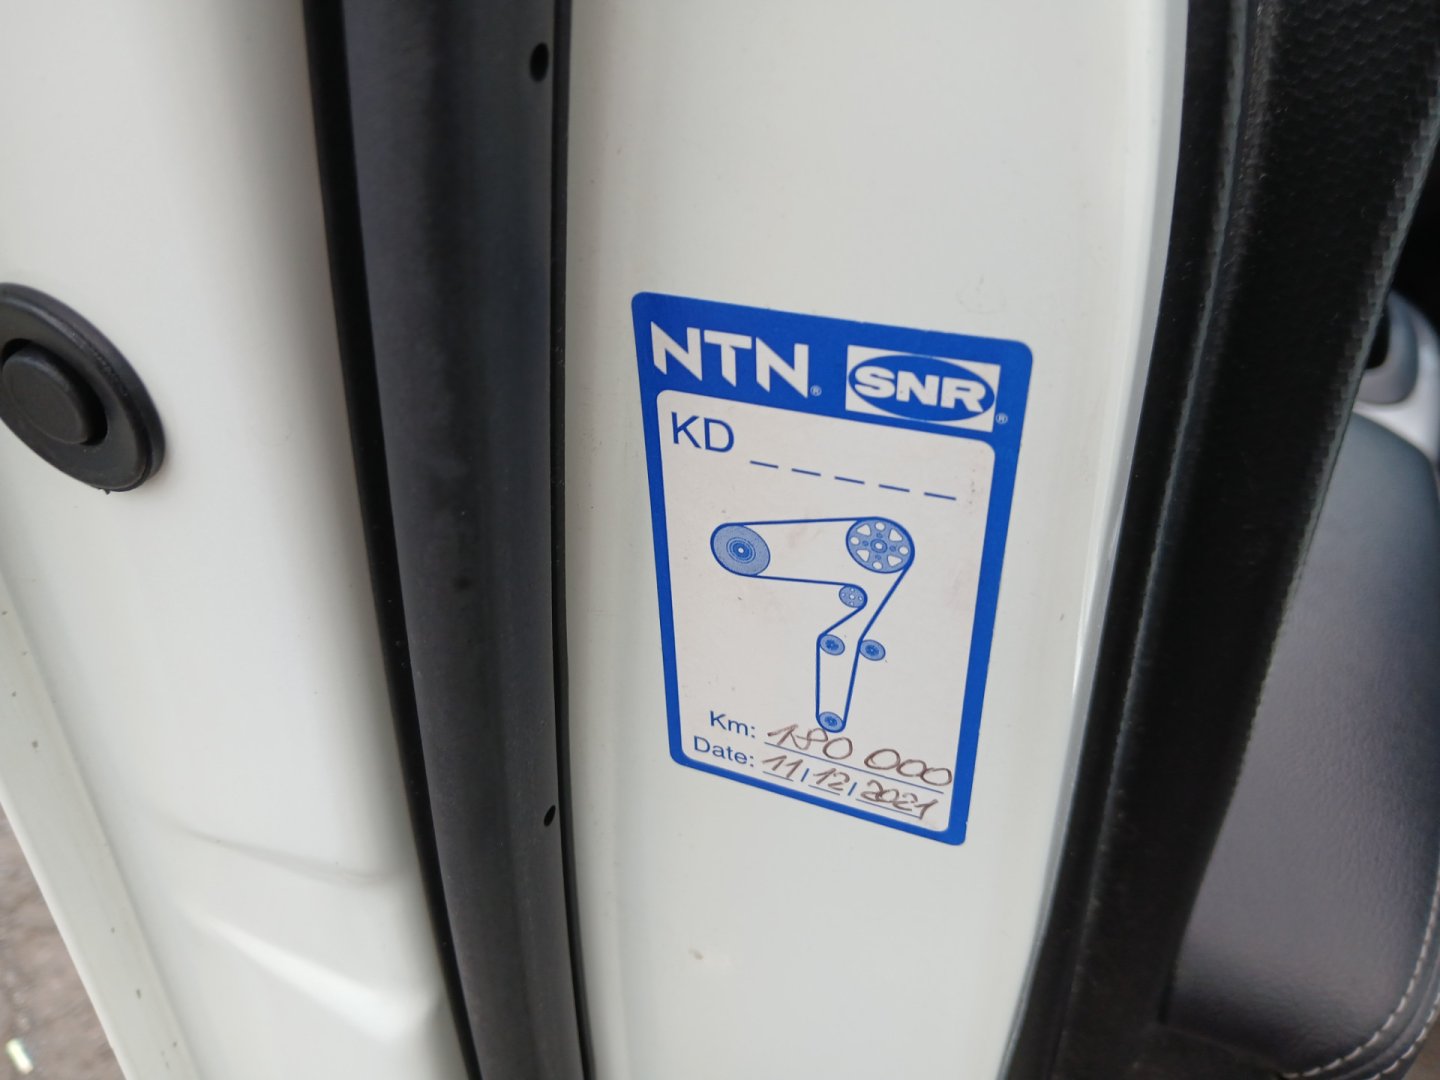 NTN® SNR®
KD _ _ _ _ _
Km: 180 000
Date: 11/12/2021